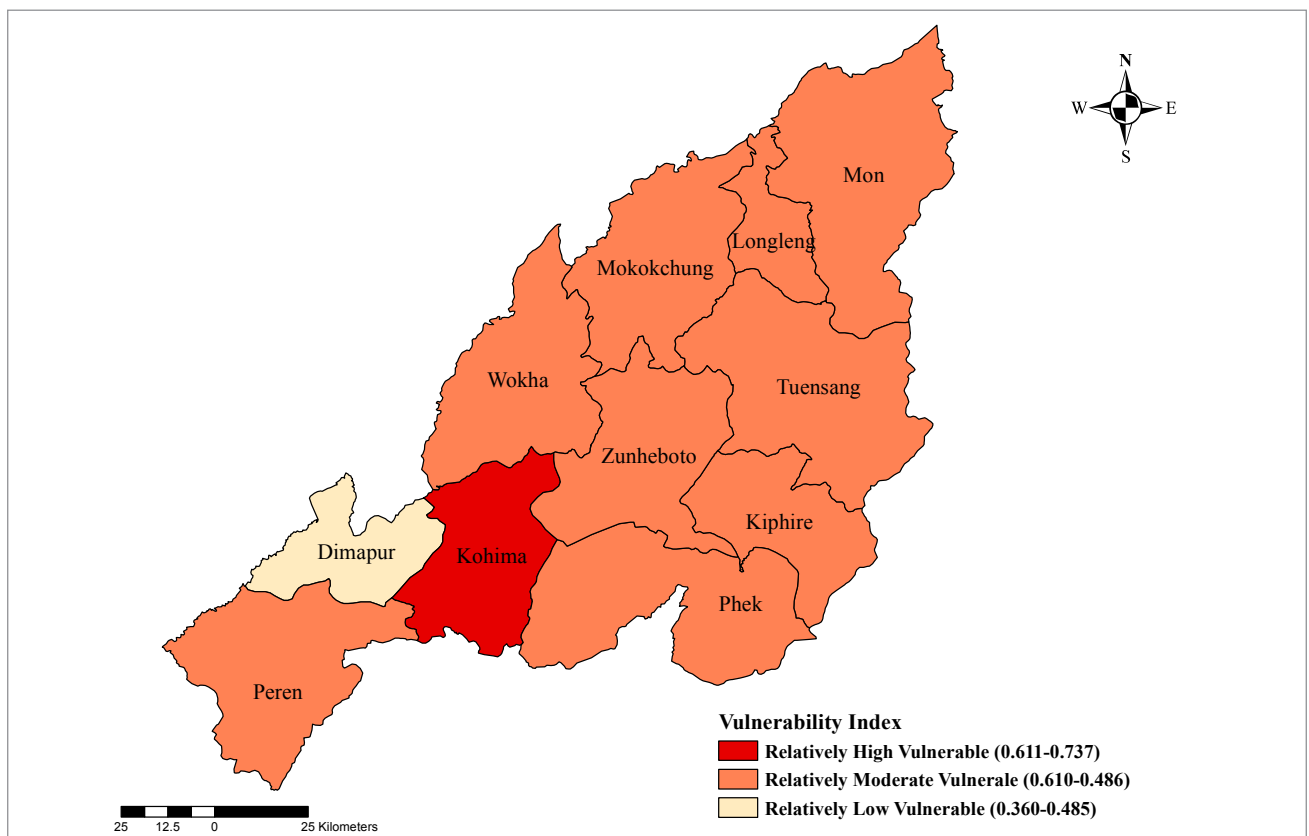 N
W E
S
Mon
Longleng
Mokokchung
Wokha
Tuensang
Zunheboto
Kiphire
Dimapur
Kohima
Phek
Peren
Vulnerability Index
Relatively High Vulnerable (0.611-0.737)
Relatively Moderate Vulnerale (0.610-0.486)
Relatively Low Vulnerable (0.360-0.485)
25 12.5 0 25 Kilometers